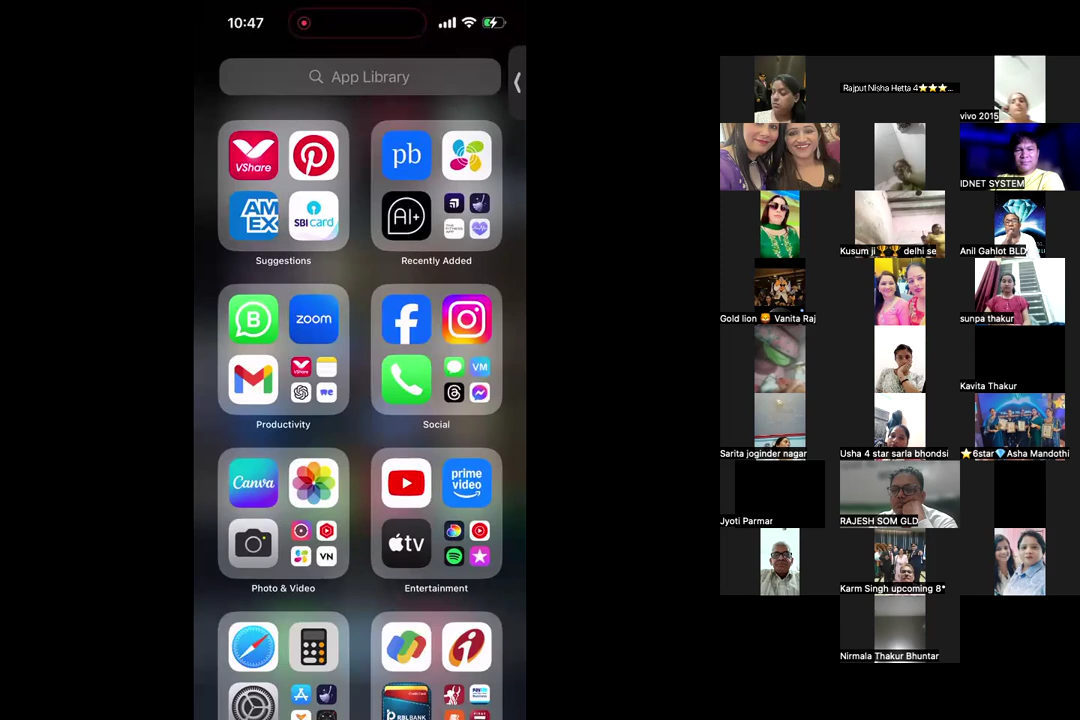 10:47
App Library
VShare
pb
AM
EX
SBI card
AI+
Suggestions
Recently Added
B
zoom
VM
Productivity
Social
Canva
prime
video
tv
VN
Photo & Video
Entertainment
RBLBANK
Rajput Nisha Hetta 4⭐⭐⭐...
vivo 2015
IDNET SYSTEM
Kusum ji🏆🏆 delhi se
Anil Gahlot BLD
Gold lion 🦁 Vanita Raj
sunpa thakur
Kavita Thakur
Sarita joginder nagar
Usha 4 star sarla bhondsi
⭐6star💎Asha Mandothi
Jyoti Parmar
RAJESH SOM GLD
Karm Singh upcoming 8*
Nirmala Thakur Bhuntar